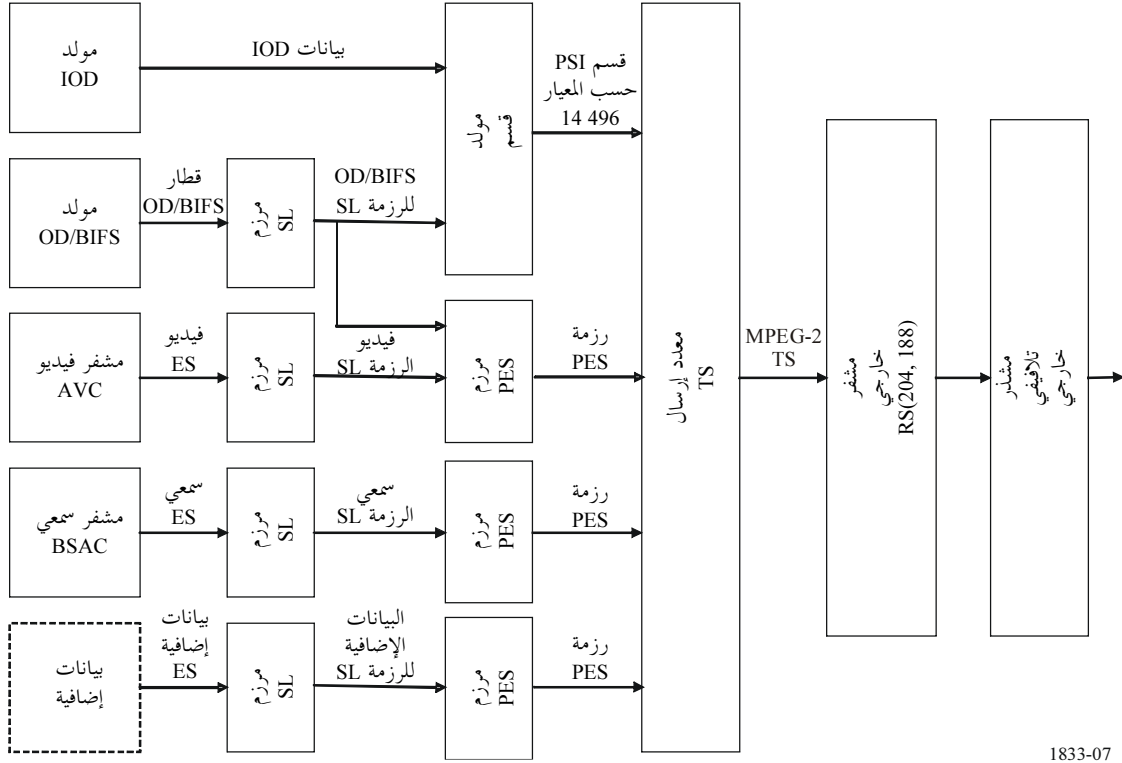 مولد
IOD
بيانات IOD
مولد
قسم
قسم PSI
حسب المعيار
14 496
مولد
OD/BIFS
قطار
OD/BIFS
مرزم
SL
OD/BIFS
للرزمة SL
مشفر فيديو
AVC
فيديو
ES
مرزم
SL
فيديو
الرزمة SL
مرزم
PES
رزمة
PES
مشفر سمعي
BSAC
سمعي
ES
مرزم
SL
سمعي
الرزمة SL
مرزم
PES
رزمة
PES
بيانات
إضافية
بيانات
إضافية
ES
مرزم
SL
البيانات
الإضافية
للرزمة SL
مرزم
PES
رزمة
PES
معدد إرسال
TS
MPEG-2
TS
مشفر
خارجي
RS(204, 188)
مشذر
تلافيفي
خارجي
1833-07